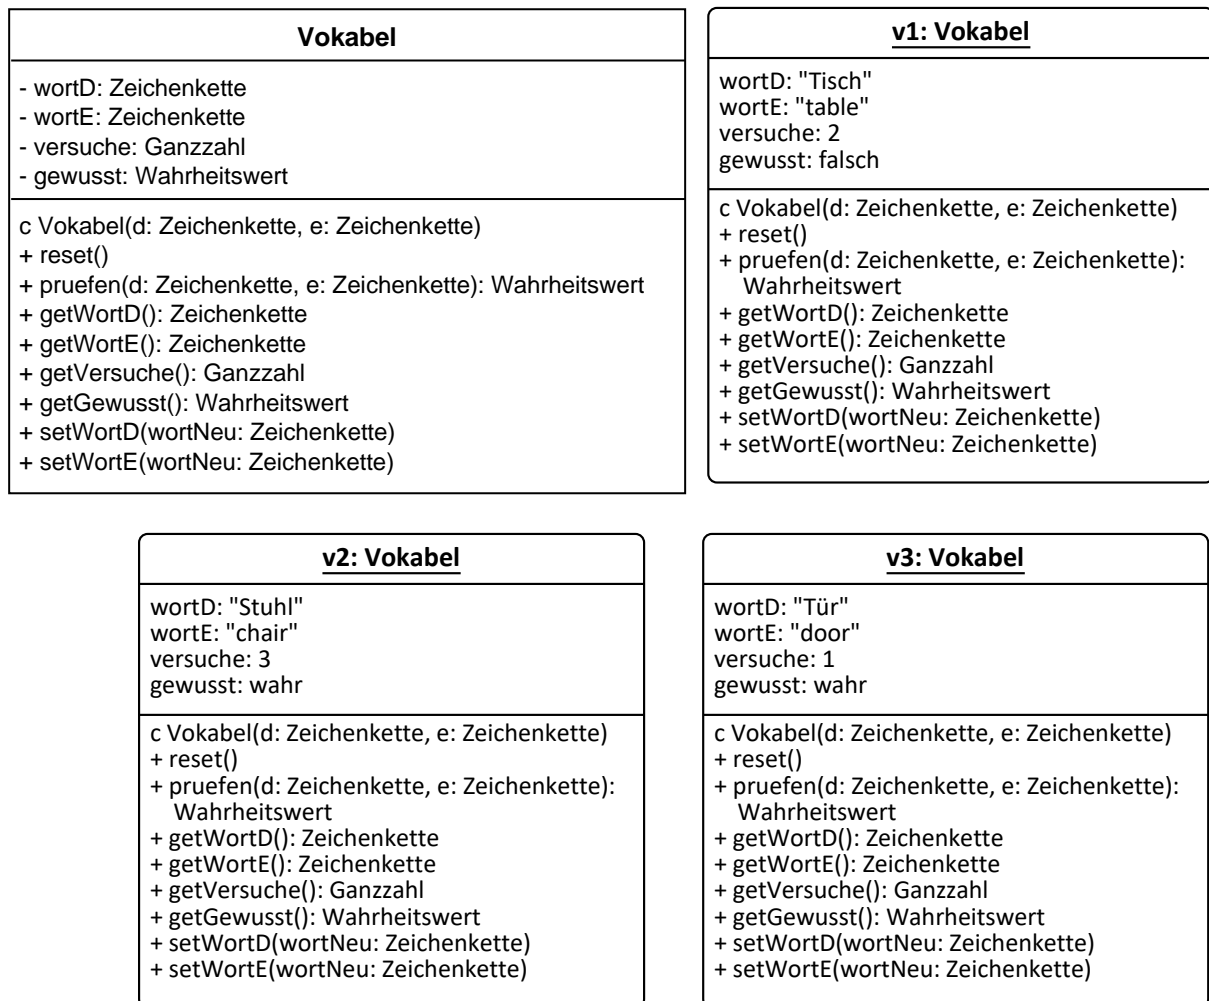 Vokabel
- wortD: Zeichenkette
- wortE: Zeichenkette
- versuche: Ganzzahl
- gewusst: Wahrheitswert
c Vokabel(d: Zeichenkette, e: Zeichenkette)
+ reset()
+ pruefen(d: Zeichenkette, e: Zeichenkette): Wahrheitswert
+ getWortD(): Zeichenkette
+ getWortE(): Zeichenkette
+ getVersuche(): Ganzzahl
+ getGewusst(): Wahrheitswert
+ setWortD(wortNeu: Zeichenkette)
+ setWortE(wortNeu: Zeichenkette)
v1: Vokabel
wortD: "Tisch"
wortE: "table"
versuche: 2
gewusst: falsch
c Vokabel(d: Zeichenkette, e: Zeichenkette)
+ reset()
+ pruefen(d: Zeichenkette, e: Zeichenkette):
Wahrheitswert
+ getWortD(): Zeichenkette
+ getWortE(): Zeichenkette
+ getVersuche(): Ganzzahl
+ getGewusst(): Wahrheitswert
+ setWortD(wortNeu: Zeichenkette)
+ setWortE(wortNeu: Zeichenkette)
v2: Vokabel
wortD: "Stuhl"
wortE: "chair"
versuche: 3
gewusst: wahr
c Vokabel(d: Zeichenkette, e: Zeichenkette)
+ reset()
+ pruefen(d: Zeichenkette, e: Zeichenkette):
Wahrheitswert
+ getWortD(): Zeichenkette
+ getWortE(): Zeichenkette
+ getVersuche(): Ganzzahl
+ getGewusst(): Wahrheitswert
+ setWortD(wortNeu: Zeichenkette)
+ setWortE(wortNeu: Zeichenkette)
v3: Vokabel
wortD: "Tür"
wortE: "door"
versuche: 1
gewusst: wahr
c Vokabel(d: Zeichenkette, e: Zeichenkette)
+ reset()
+ pruefen(d: Zeichenkette, e: Zeichenkette):
Wahrheitswert
+ getWortD(): Zeichenkette
+ getWortE(): Zeichenkette
+ getVersuche(): Ganzzahl
+ getGewusst(): Wahrheitswert
+ setWortD(wortNeu: Zeichenkette)
+ setWortE(wortNeu: Zeichenkette)